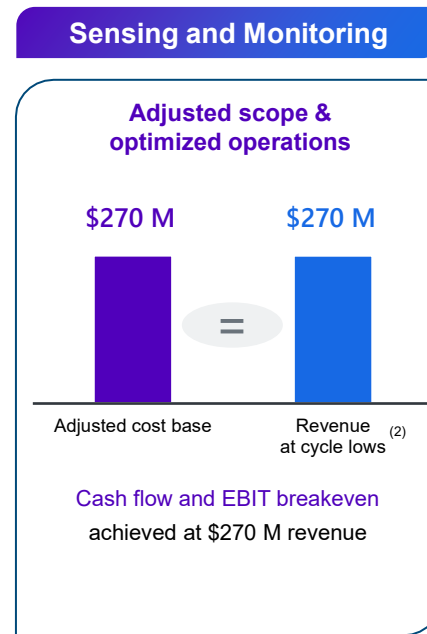 Sensing and Monitoring
Adjusted scope &
optimized operations
$270 M $270 M
=
Adjusted cost base
Revenue
at cycle lows (2)
Cash flow and EBIT breakeven
achieved at $270 M revenue